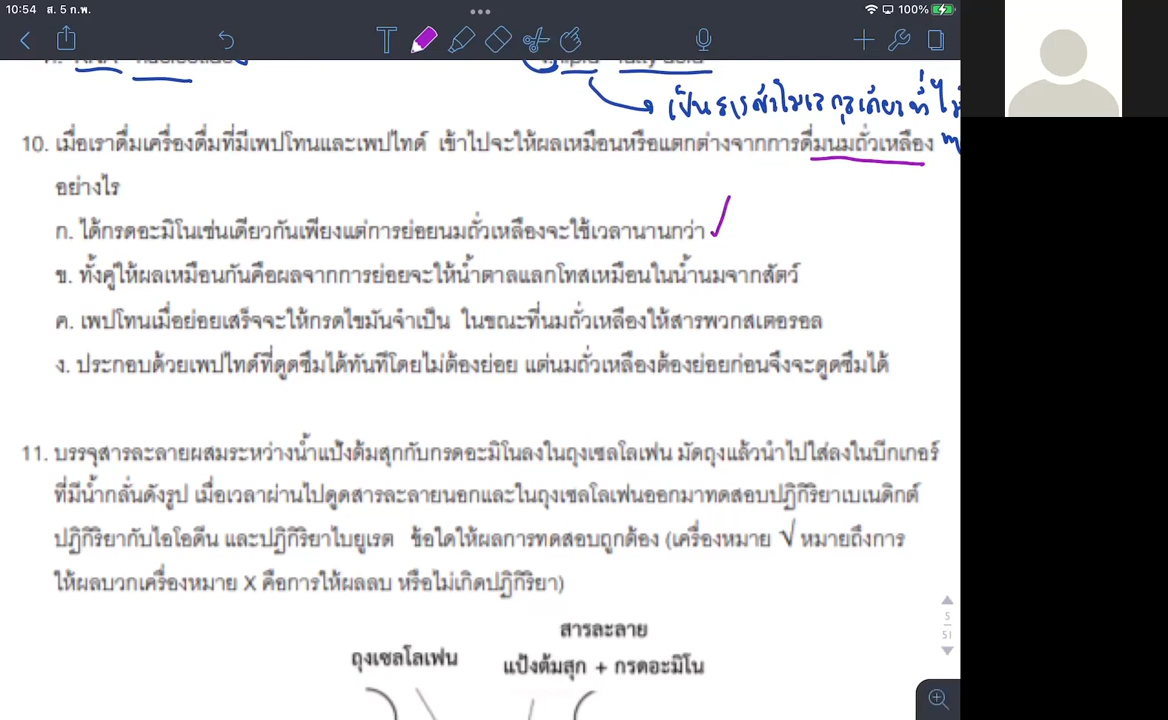 10:54 ส. 5 ก.พ.
100%
เป็นสารตัวโมเลกุลเดียวที่ไม่
10. เมื่อเราดื่มเครื่องดื่มที่มีเพปโทนและเพปไทด์ เข้าไปจะให้ผลเหมือนหรือแตกต่างจากการดื่มนมถั่วเหลือง
อย่างไร
ก. ได้กรดอะมิโนเช่นเดียวกันเพียงแต่การย่อยนมถั่วเหลืองจะใช้เวลานานกว่า
ข. ทั้งคู่ให้ผลเหมือนกันคือผลจากการย่อยจะให้น้ำตาลแลกโทสเหมือนในน้ำนมจากสัตว์
ค. เพปโทนเมื่อย่อยเสร็จจะให้กรดไขมันจำเป็น ในขณะที่นมถั่วเหลืองให้สารพวกสเตอรอล
ง. ประกอบด้วยเพปไทด์ที่ดูดซึมได้ทันทีโดยไม่ต้องย่อย แต่นมถั่วเหลืองต้องย่อยก่อนจึงจะดูดซึมได้
11. บรรจุสารละลายผสมระหว่างน้ำแป้งต้มสุกกับกรดอะมิโนลงในถุงเซลโลเฟน มัดถุงแล้วนำไปใส่ลงในบีกเกอร์
ที่มีน้ำกลั่นดังรูป เมื่อเวลาผ่านไปดูดสารละลายนอกและในถุงเซลโลเฟนออกมาทดสอบปฏิกิริยาเบเนดิกต์
ปฏิกิริยากับไอโอดีน และปฏิกิริยาไบยูเรต ข้อใดให้ผลการทดสอบถูกต้อง (เครื่องหมาย √ หมายถึงการ
ให้ผลบวกเครื่องหมาย X คือการให้ผลลบ หรือไม่เกิดปฏิกิริยา)
สารละลาย
ถุงเซลโลเฟน แป้งต้มสุก + กรดอะมิโน
5
51